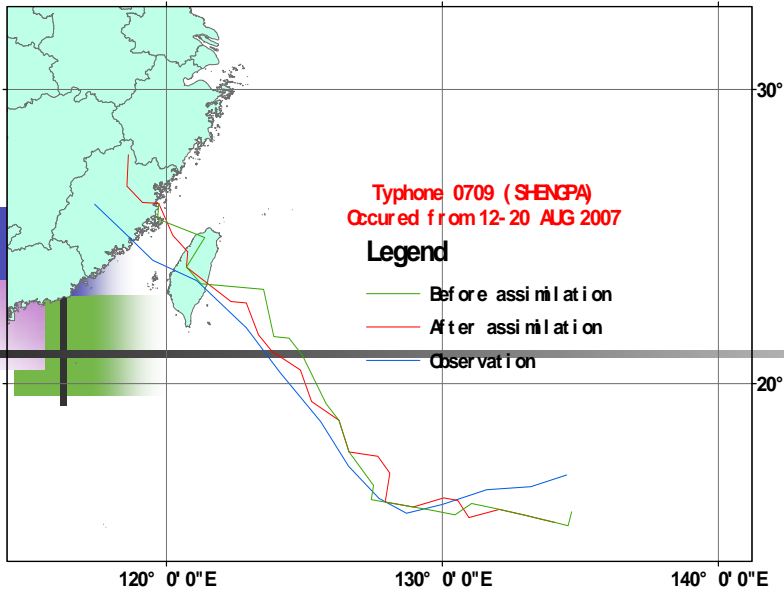 30°
Typhone 0709 (SHENGPA)
Occured from 12-20 AUG 2007
Legend
Before assimilation
After assimilation
Observation
20°
120° 0' 0"E
130° 0' 0"E
140° 0' 0"E